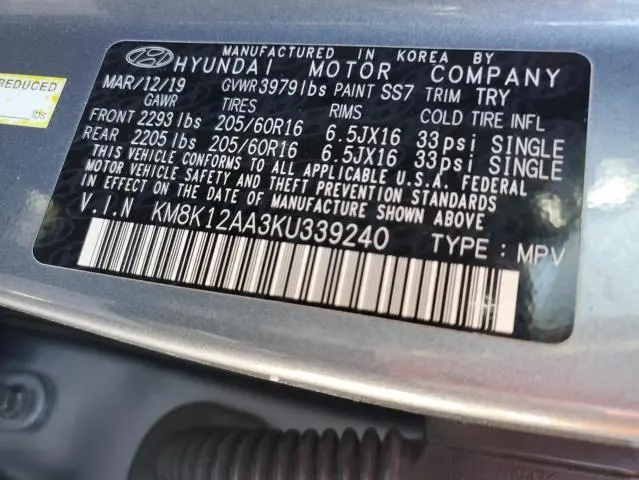 REDUCED
lbs
MANUFACTURED IN KOREA BY
HYUNDAI MOTOR COMPANY
MAR/12/19 GVWR3979lbs PAINT SS7 TRIM TRY
GAWR TIRES RIMS COLD TIRE INFL
FRONT 2293lbs 205/60R16 6.5JX16 33psi SINGLE
REAR 2205lbs 205/60R16 6.5JX16 33psi SINGLE
THIS VEHICLE CONFORMS TO ALL APPLICABLE U.S.A. FEDERAL
MOTOR VEHICLE SAFETY AND THEFT PREVENTION STANDARDS
IN EFFECT ON THE DATE OF MANUFACTURE SHOWN ABOVE.
V.I.N KM8K12AA3KU339240 TYPE : MPV